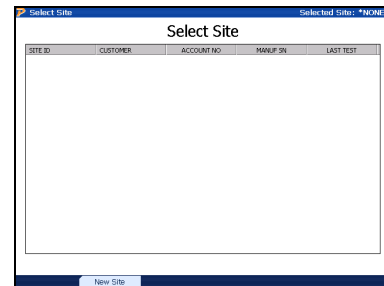 Select Site Selected Site: *NONE
Select Site
SITE ID CUSTOMER ACCOUNT NO MANUF SN LAST TEST
New Site